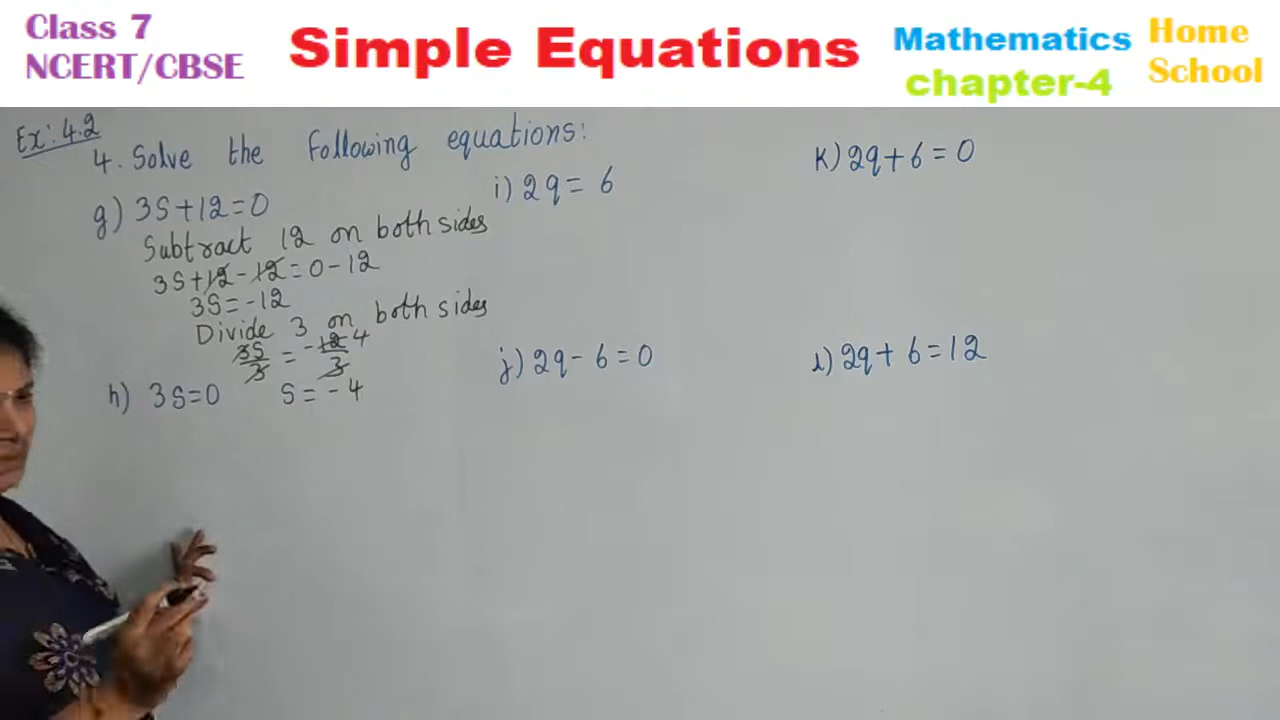 Class 7
NCERT/CBSE
Simple Equations
Mathematics
chapter-4
Home
School
Ex: 4.2
4. Solve the following equations:
g) 3s+12=0
Subtract 12 on both sides
3s+12-12=0-12
3s=-12
Divide 3 on both sides
3s/3 = -12/3 4
s = -4
h) 3s=0
i) 2q = 6
j) 2q - 6 = 0
k) 2q + 6 = 0
l) 2q + 6 = 12